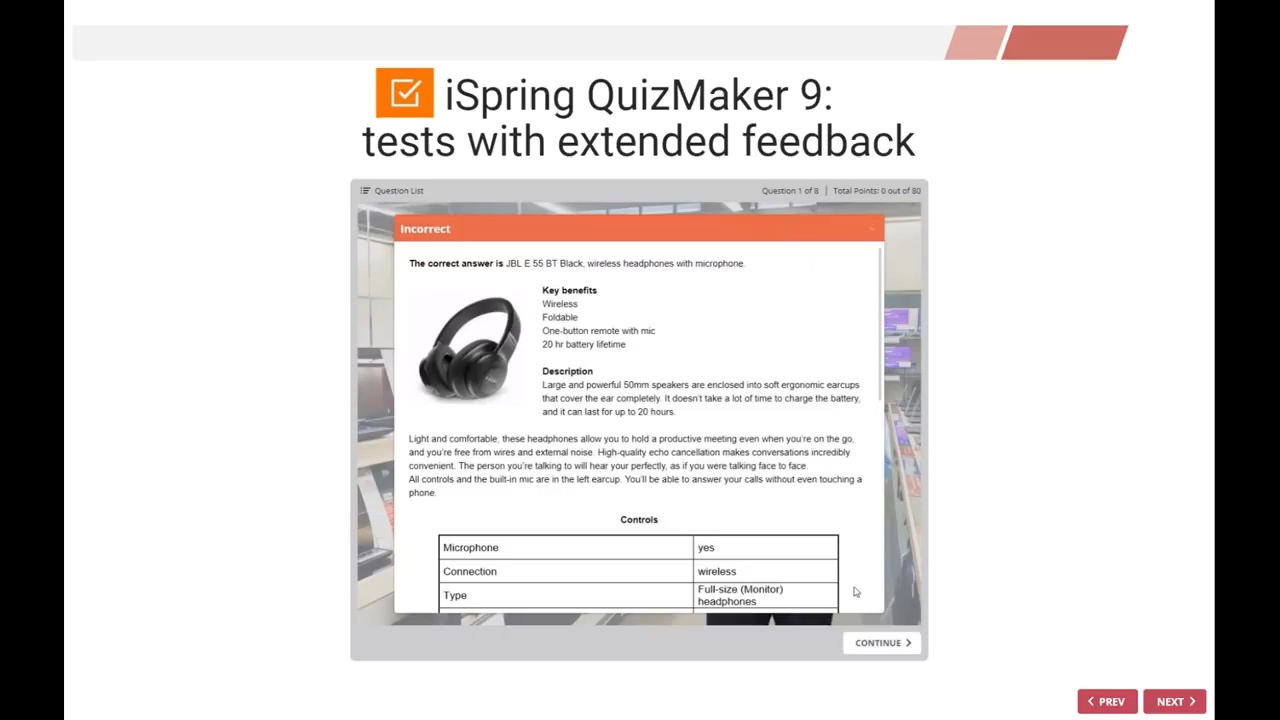 iSpring QuizMaker 9:
tests with extended feedback
Question List
Question 1 of 8 | Total Points: 0 out of 80
Incorrect
The correct answer is JBL E 55 BT Black, wireless headphones with microphone.
Key benefits
Wireless
Foldable
One-button remote with mic
20 hr battery lifetime
Description
Large and powerful 50mm speakers are enclosed into soft ergonomic earcups
that cover the ear completely. It doesn't take a lot of time to charge the battery,
and it can last for up to 20 hours.
Light and comfortable, these headphones allow you to hold a productive meeting even when you're on the go,
and you're free from wires and external noise. High-quality echo cancellation makes conversations incredibly
convenient. The person you're talking to will hear your perfectly, as if you were talking face to face.
All controls and the built-in mic are in the left earcup. You'll be able to answer your calls without even touching a
phone.
Controls
Microphone yes
Connection wireless
Type Full-size (Monitor)
headphones
CONTINUE
PREV
NEXT